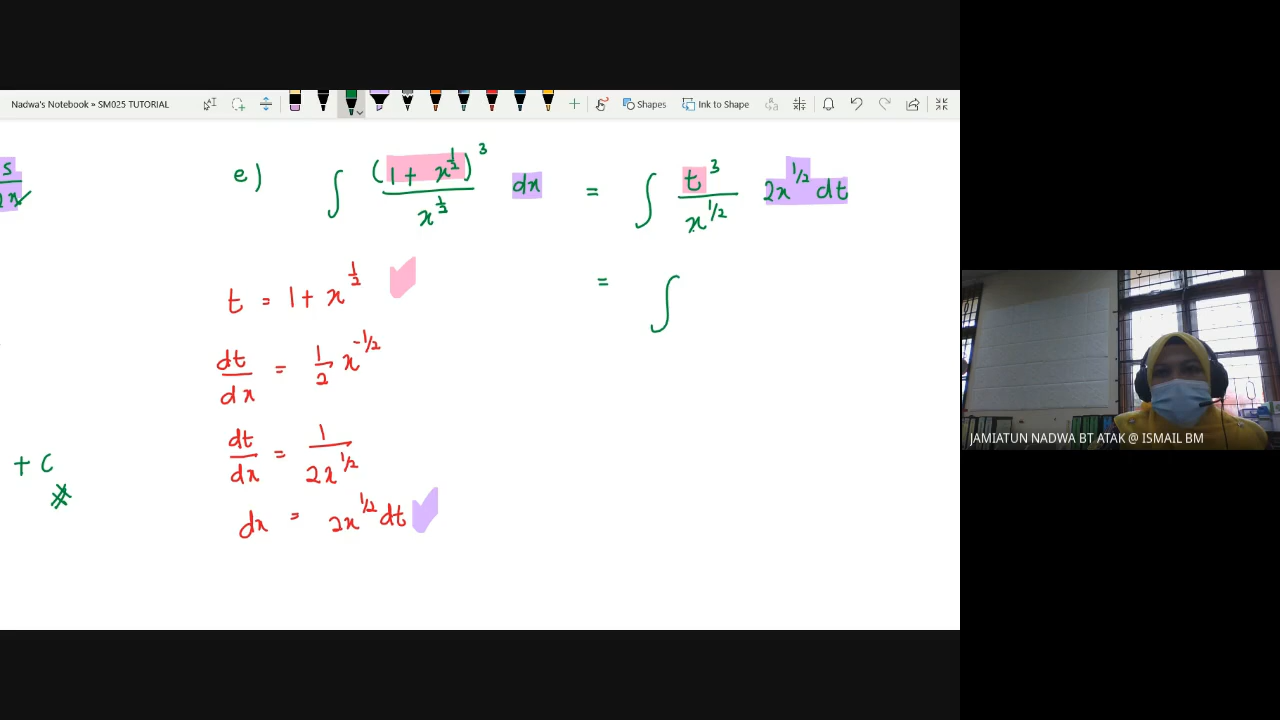 Nadwa's Notebook » SM025 TUTORIAL
Shapes
Ink to Shape
e) ∫ (1 + x^{1/2})^3 / x^{1/2} dx = ∫ t^3 / x^{1/2} 2x^{1/2} dt
= ∫
t = 1 + x^{1/2}
dt/dx = 1/2 x^{-1/2}
dt/dx = 1 / 2x^{1/2}
dx = 2x^{1/2} dt
+ C
JAMIATUN NADWA BT ATAK @ ISMAIL BM